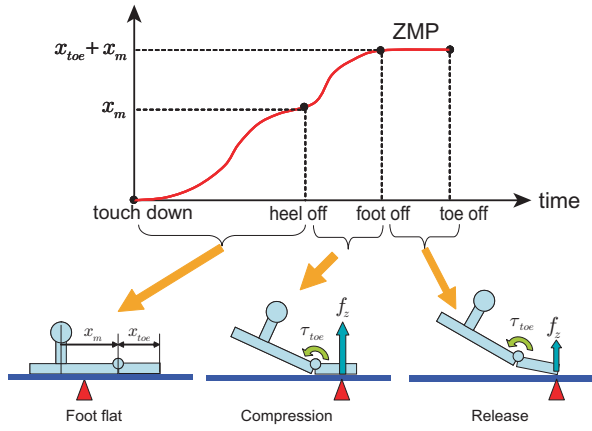 x_toe + x_m
ZMP
x_m
time
touch down
heel off
foot off
toe off
x_m
x_toe
τ_toe
f_z
τ_toe
f_z
Foot flat
Compression
Release